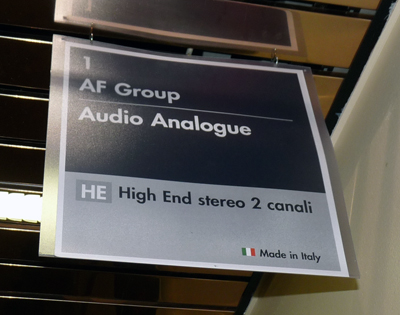 1
AF Group
Audio Analogue
HE High End stereo 2 canali
Made in Italy